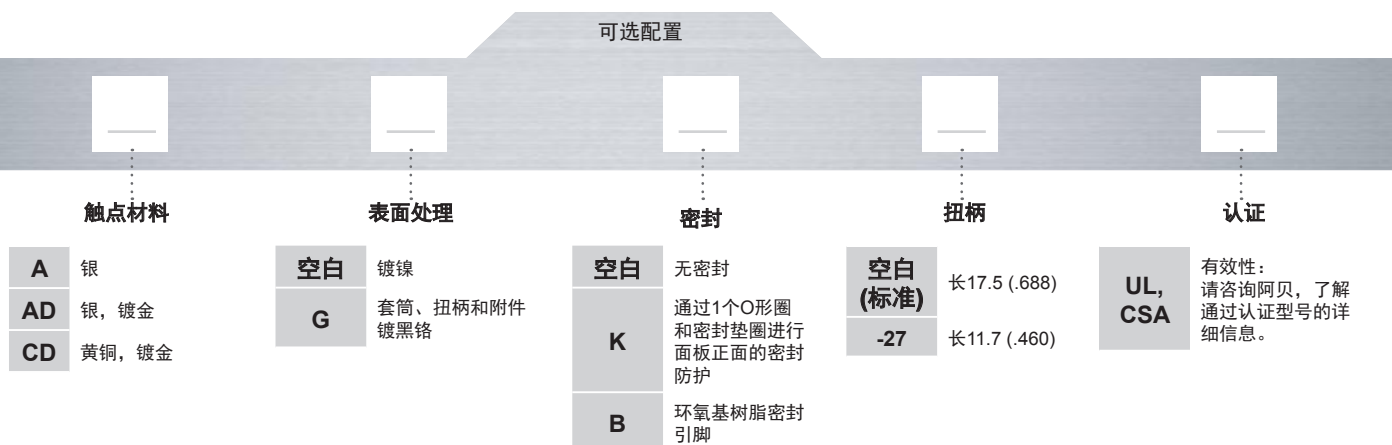 可选配置
触点材料
A 银
AD 银，镀金
CD 黄铜，镀金
表面处理
空白 镀镍
G 套筒、扭柄和附件
镀黑铬
密封
空白 无密封
K 通过1个O形圈
和密封垫圈进行
面板正面的密封
防护
B 环氧基树脂密封
引脚
扭柄
空白
(标准) 长17.5 (.688)
-27 长11.7 (.460)
认证
UL,
CSA
有效性：
请咨询阿贝，了解
通过认证型号的详
细信息。